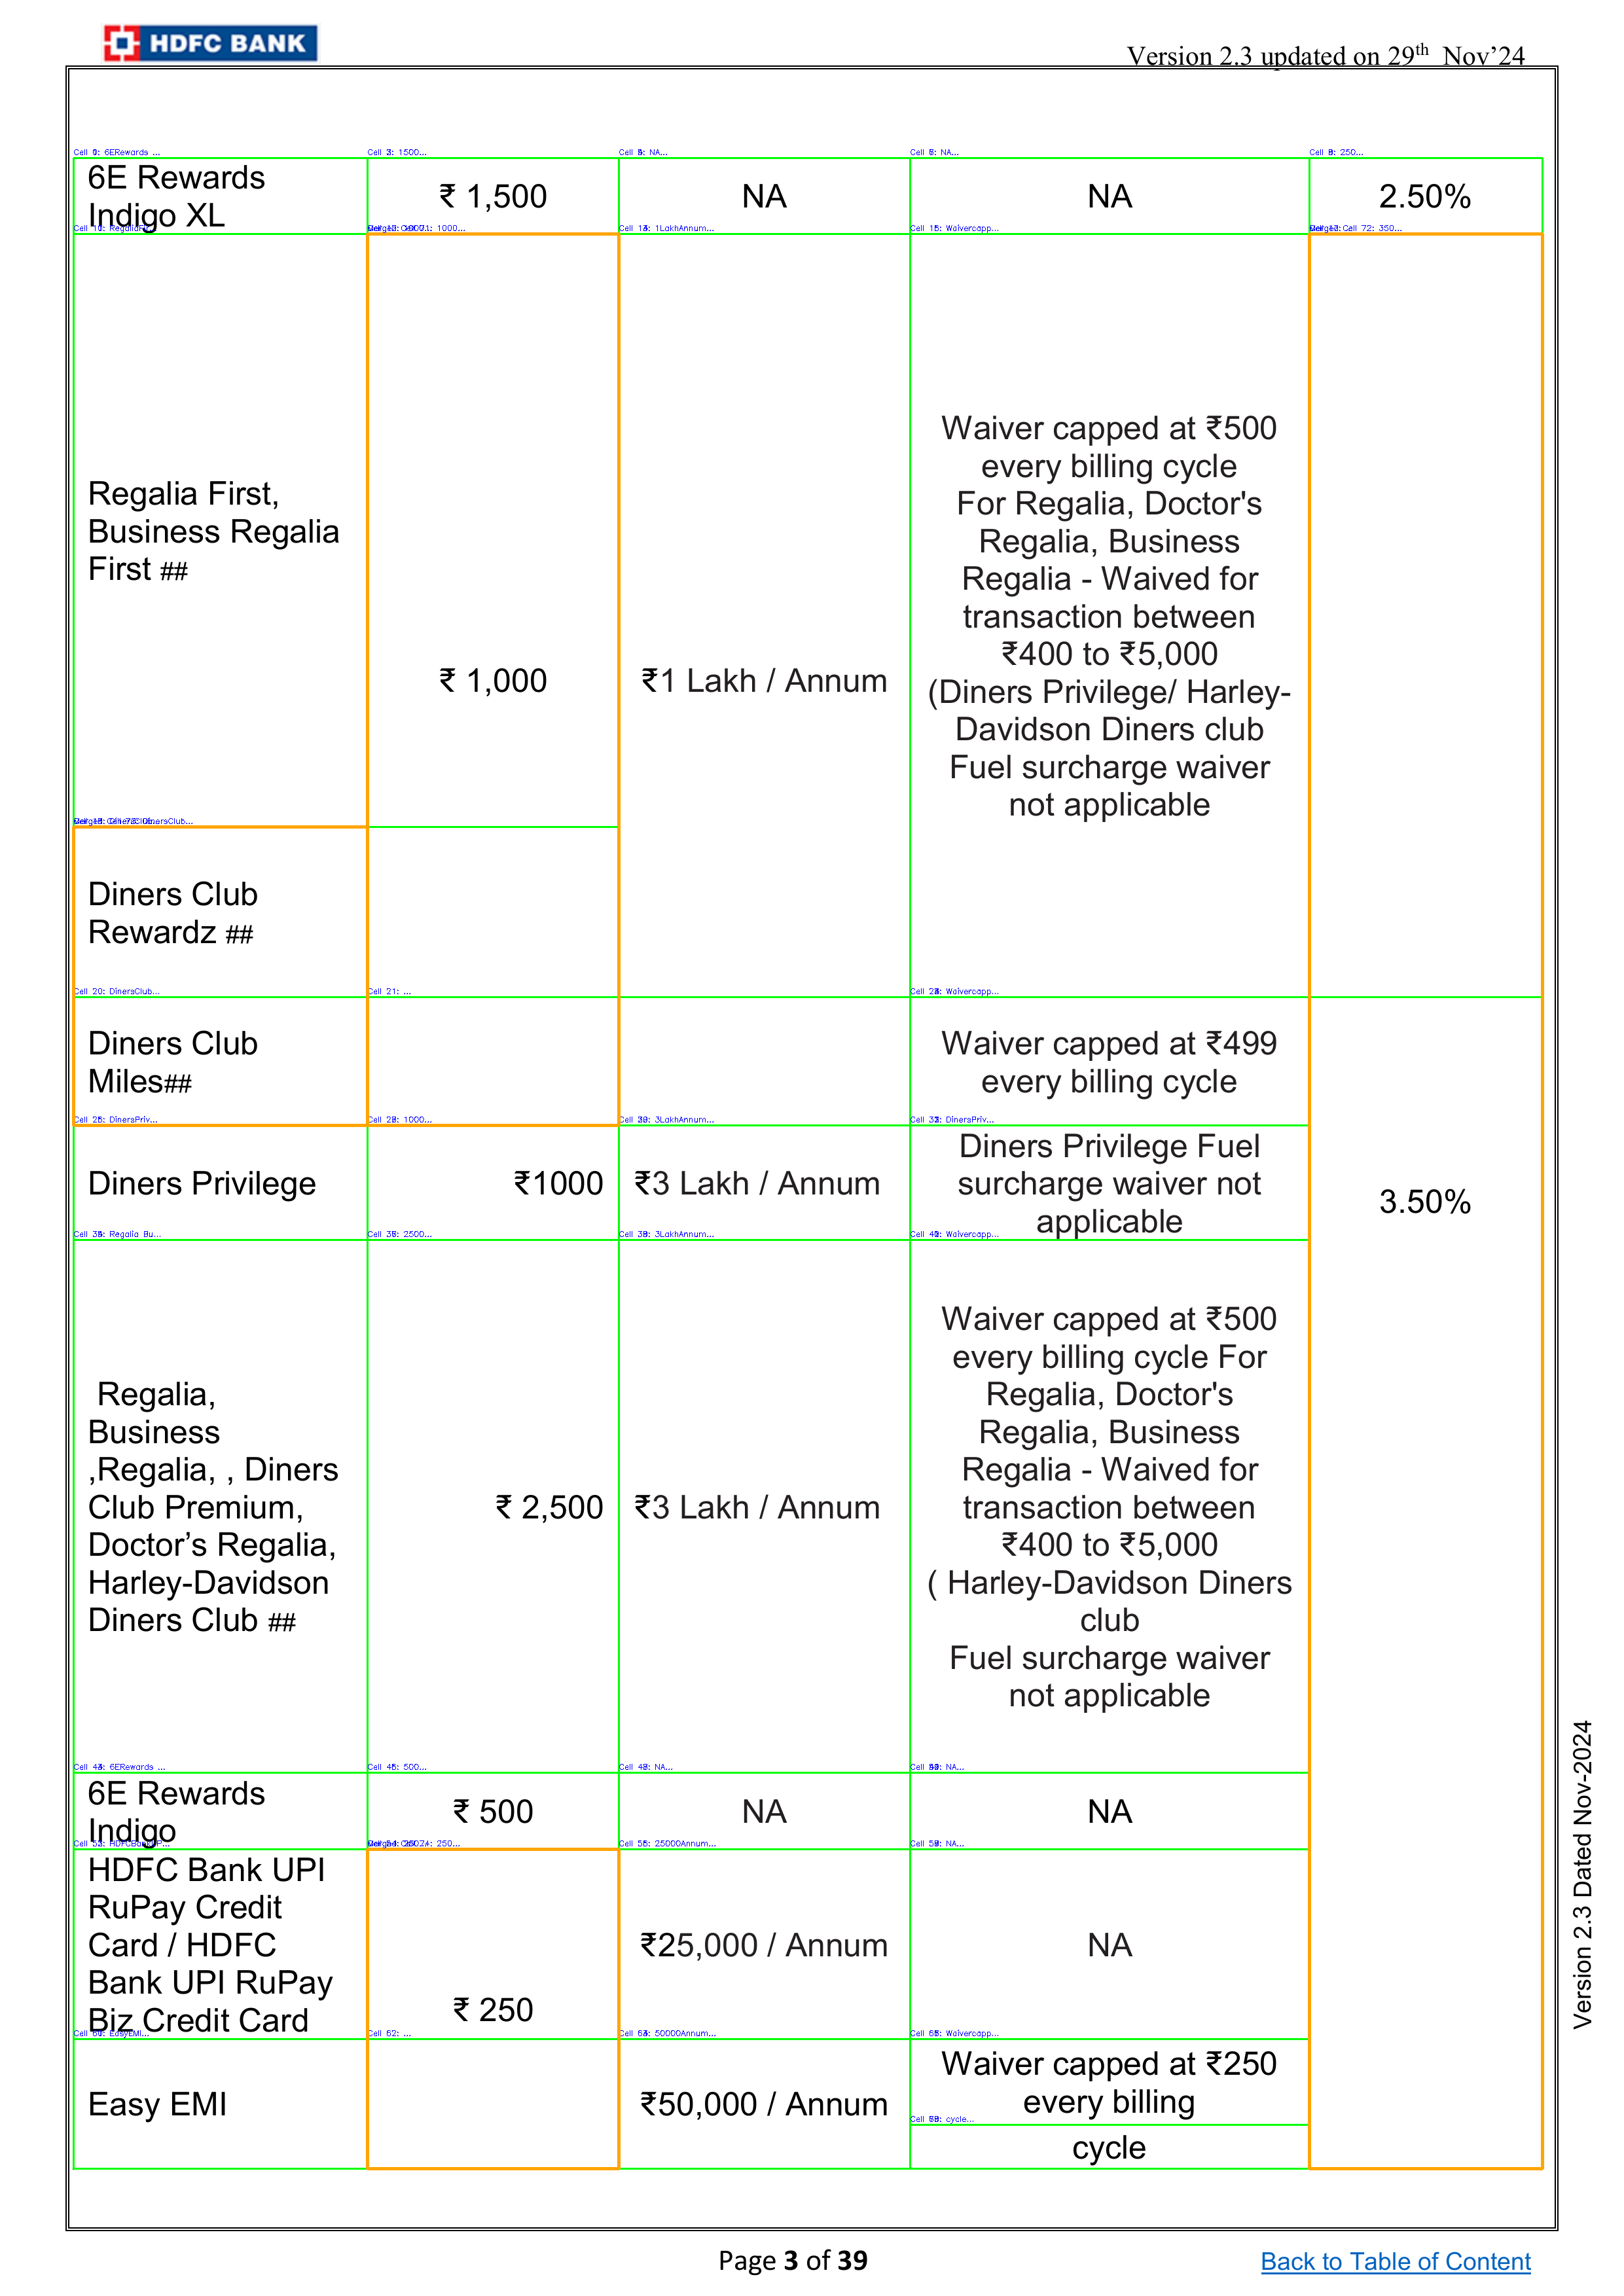 HDFC BANK
Version 2.3 updated on 29th Nov’24
6E Rewards
Indigo XL
₹ 1,500
NA
NA
2.50%
Regalia First,
Business Regalia
First ##
₹ 1,000
₹1 Lakh / Annum
Waiver capped at ₹500
every billing cycle
For Regalia, Doctor's
Regalia, Business
Regalia - Waived for
transaction between
₹400 to ₹5,000
(Diners Privilege/ Harley-
Davidson Diners club
Fuel surcharge waiver
not applicable
Diners Club
Rewardz ##
Diners Club
Miles##
Waiver capped at ₹499
every billing cycle
Diners Privilege
₹1000
₹3 Lakh / Annum
Diners Privilege Fuel
surcharge waiver not
applicable
3.50%
Regalia,
Business
,Regalia, , Diners
Club Premium,
Doctor’s Regalia,
Harley-Davidson
Diners Club ##
₹ 2,500
₹3 Lakh / Annum
Waiver capped at ₹500
every billing cycle For
Regalia, Doctor's
Regalia, Business
Regalia - Waived for
transaction between
₹400 to ₹5,000
( Harley-Davidson Diners
club
Fuel surcharge waiver
not applicable
6E Rewards
Indigo
₹ 500
NA
NA
HDFC Bank UPI
RuPay Credit
Card / HDFC
Bank UPI RuPay
Biz Credit Card
₹ 250
₹25,000 / Annum
NA
Easy EMI
₹50,000 / Annum
Waiver capped at ₹250
every billing
cycle
Version 2.3 Dated Nov-2024
Page 3 of 39
Back to Table of Content